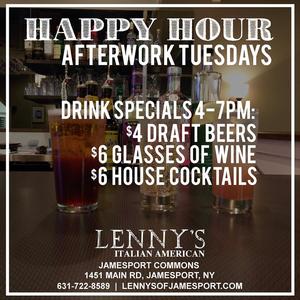 HAPPY HOUR
AFTERWORK TUESDAYS
DRINK SPECIALS 4-7PM:
$4 DRAFT BEERS
$6 GLASSES OF WINE
$6 HOUSE COCKTAILS
LENNY'S
ITALIAN AMERICAN
JAMESPORT COMMONS
1451 MAIN RD, JAMESPORT, NY
631-722-8589 | LENNYSOFJAMESPORT.COM